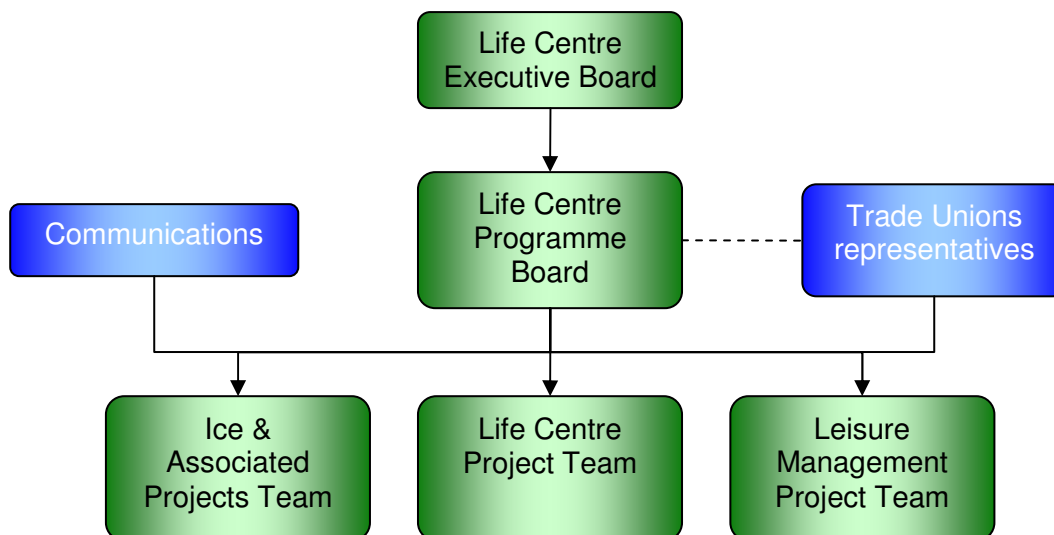 Life Centre
Executive Board
Life Centre
Programme
Board
Communications
Trade Unions
representatives
Ice &
Associated
Projects Team
Life Centre
Project Team
Leisure
Management
Project Team